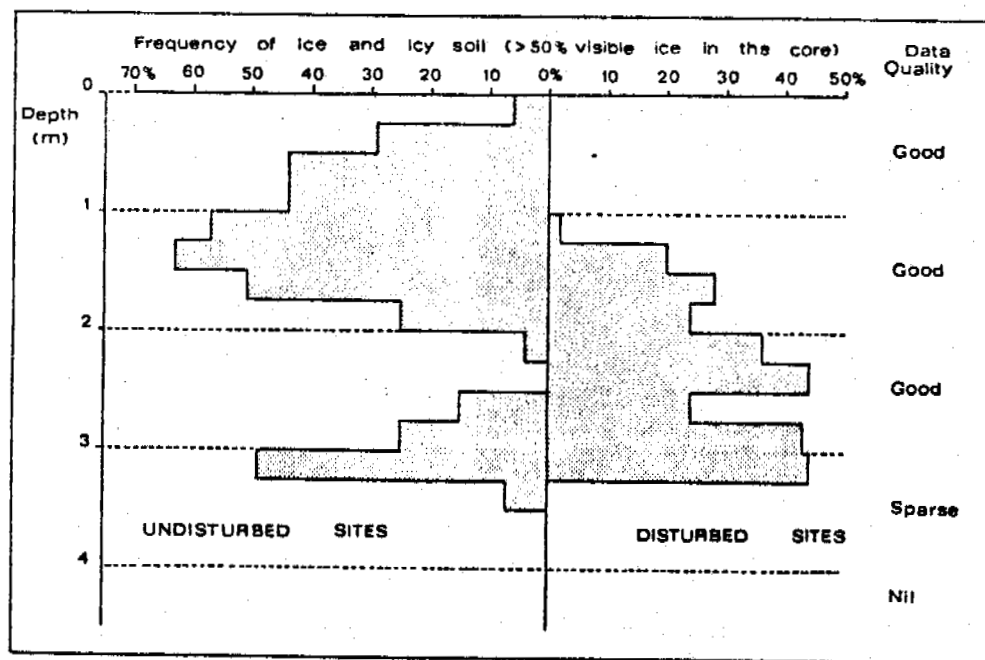 Frequency of ice and icy soil (>50% visible ice in the core)
Data
Quality
70% 60 50 40 30 20 10 0% 10 20 30 40 50%
0
Depth
(m)
Good
1
Good
2
Good
3
Sparse
UNDISTURBED SITES DISTURBED SITES
4
Nil